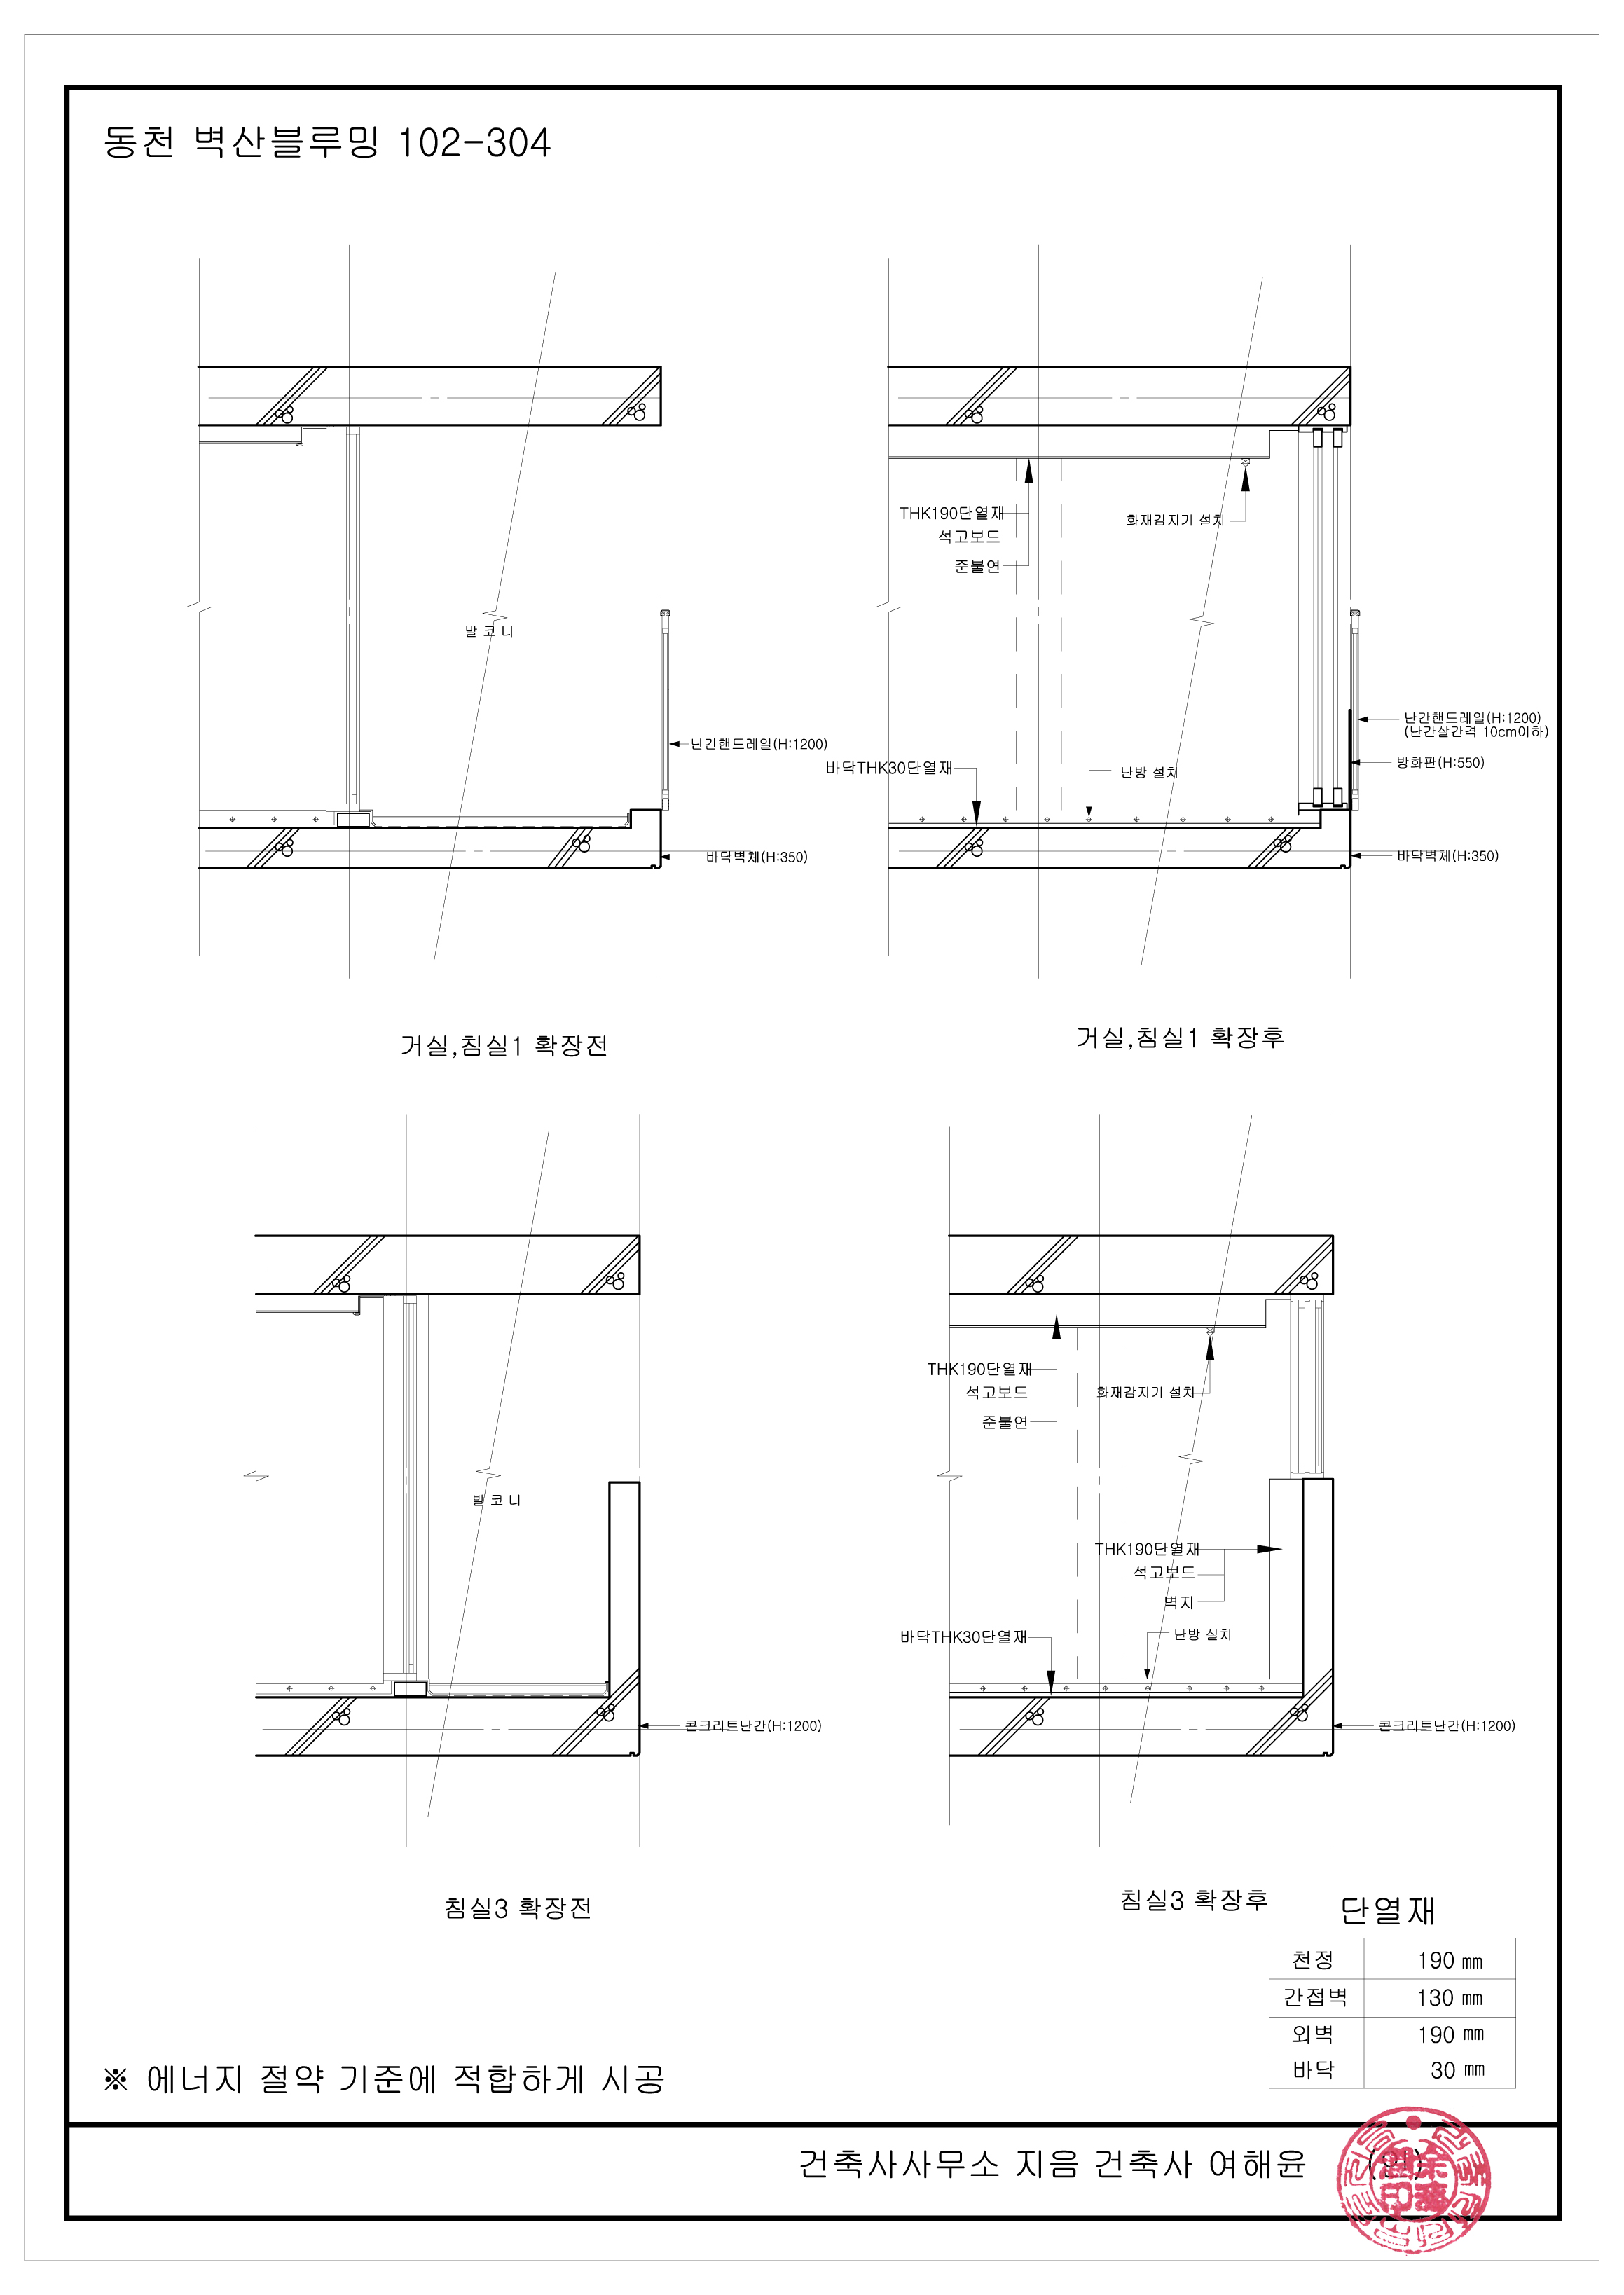 동천 벽산블루밍 102-304
발 코 니
난간핸드레일(H:1200)
바닥벽체(H:350)
거실,침실1 확장전
THK190단열재
석고보드
준불연
화재감지기 설치
바닥THK30단열재
난방 설치
난간핸드레일(H:1200)
(난간살간격 10cm이하)
방화판(H:550)
바닥벽체(H:350)
거실,침실1 확장후
발 코 니
콘크리트난간(H:1200)
침실3 확장전
THK190단열재
석고보드
준불연
화재감지기 설치
THK190단열재
석고보드
벽지
바닥THK30단열재
난방 설치
콘크리트난간(H:1200)
침실3 확장후
단열재
천정 190 ㎜
간접벽 130 ㎜
외벽 190 ㎜
바닥 30 ㎜
※ 에너지 절약 기준에 적합하게 시공
건축사사무소 지음 건축사 여해윤 (인)